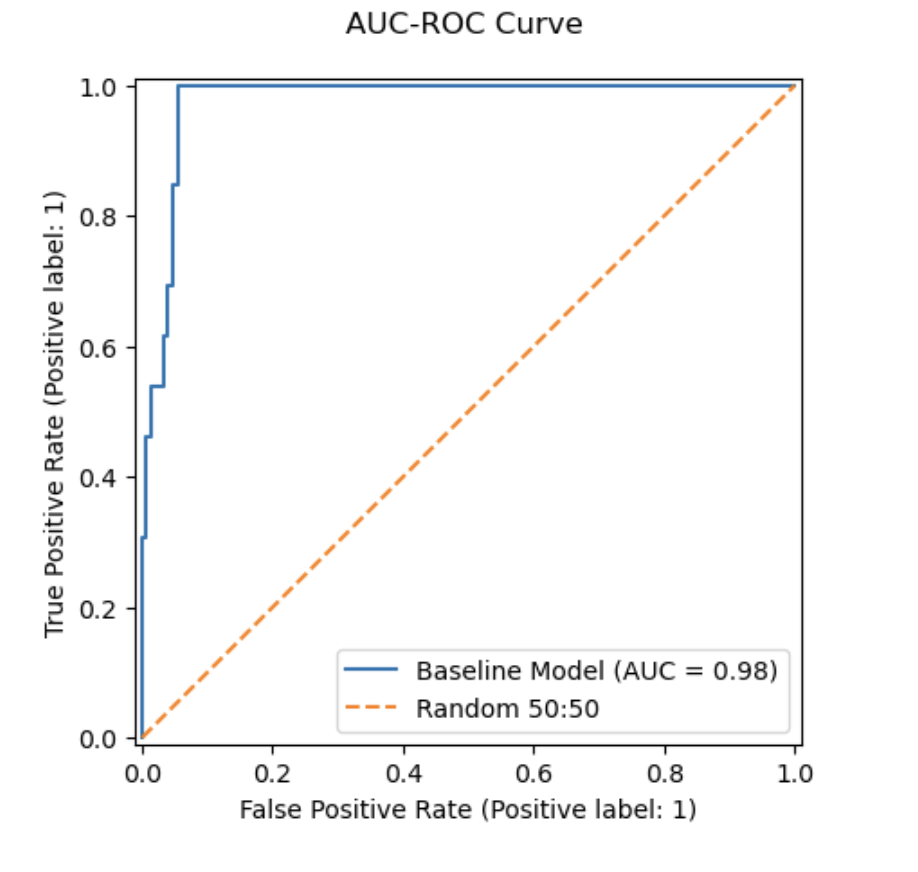 AUC-ROC Curve
1.0
0.8
0.6
0.4
0.2
0.0
True Positive Rate (Positive label: 1)
Baseline Model (AUC = 0.98)
Random 50:50
0.0 0.2 0.4 0.6 0.8 1.0
False Positive Rate (Positive label: 1)